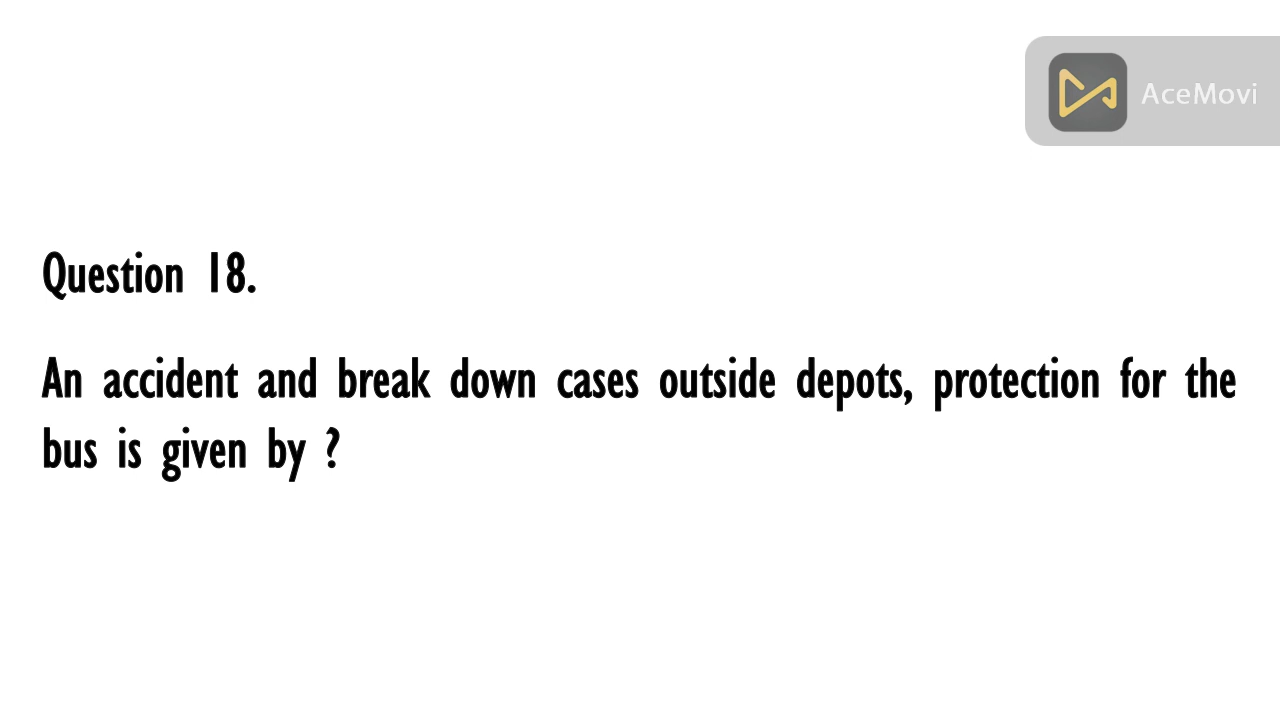 AceMovi
Question 18.
An accident and break down cases outside depots, protection for the
bus is given by ?